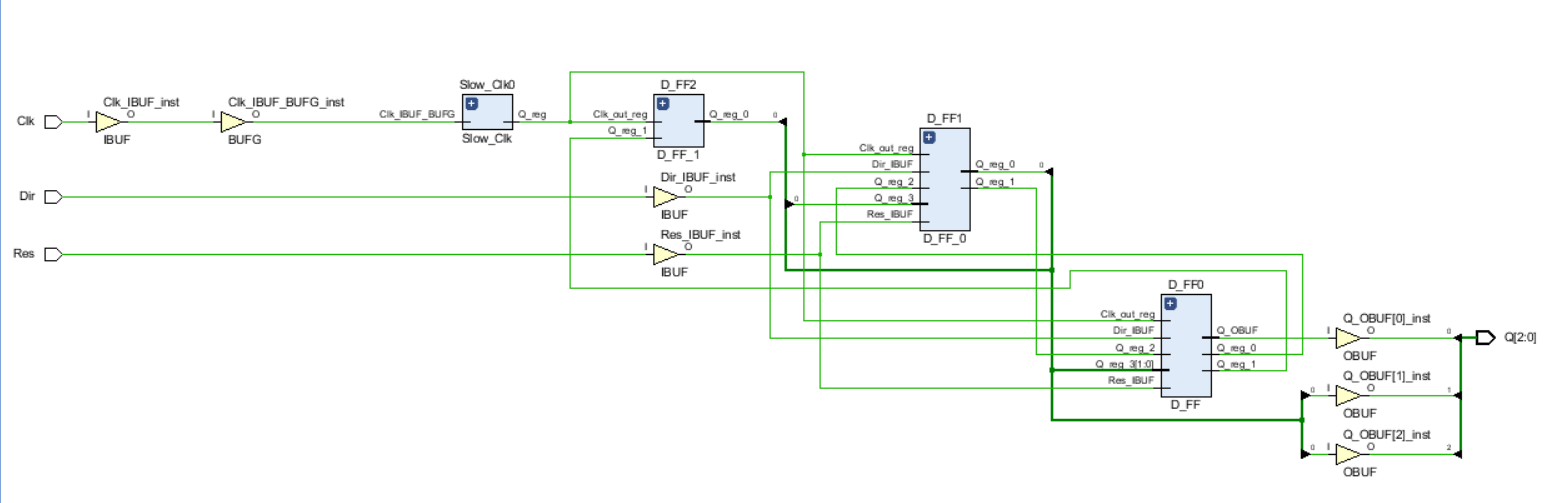 Clk
Clk_IBUF_inst
I
O
IBUF
Clk_IBUF_BUFG_inst
I
O
BUFG
Slow_Clk0
Clk_IBUF_BUFG
Q_reg
Slow_Clk
D_FF2
Clk_out_reg
Q_reg_1
Q_reg_0
0
D_FF_1
Dir
Dir_IBUF_inst
I
O
IBUF
Res
Res_IBUF_inst
I
O
IBUF
D_FF1
Clk_out_reg
Dir_IBUF
Q_reg_2
0
Q_reg_3
Res_IBUF
Q_reg_0
0
Q_reg_1
D_FF_0
D_FF0
Clk_out_reg
Dir_IBUF
Q_reg_2
Q_reg_3[1:0]
Res_IBUF
Q_OBUF
Q_reg_0
Q_reg_1
D_FF
Q_OBUF[0]_inst
I
O
0
OBUF
Q_OBUF[1]_inst
0
I
O
1
OBUF
Q_OBUF[2]_inst
0
I
O
2
OBUF
Q[2:0]